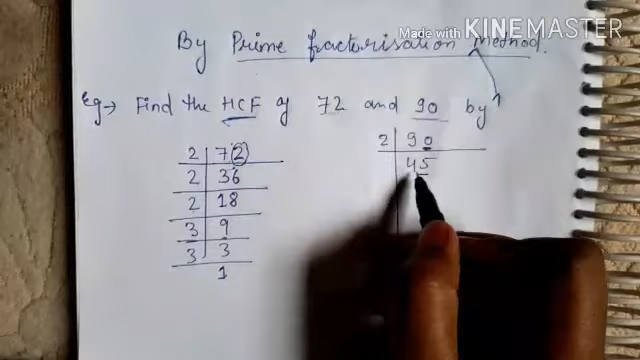 Made with KINEMASTER
By Prime factorisation method.
Eg→ Find the HCF of 72 and 90 by
2 | 72
2 | 36
2 | 18
3 | 9
3 | 3
1
2 | 90
45